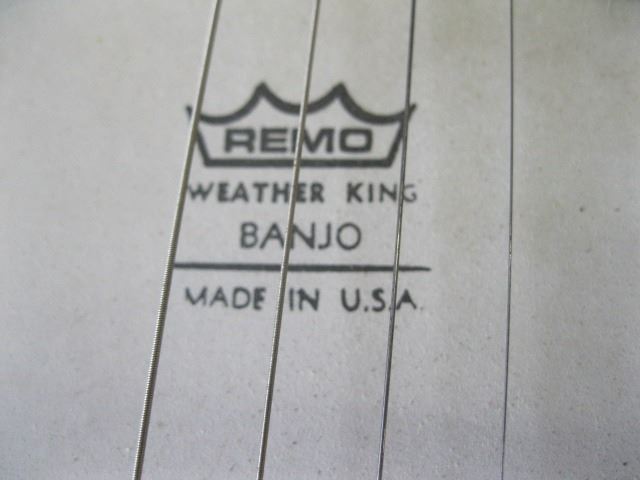 REMO
WEATHER KING
BANJO
MADE IN U.S.A.